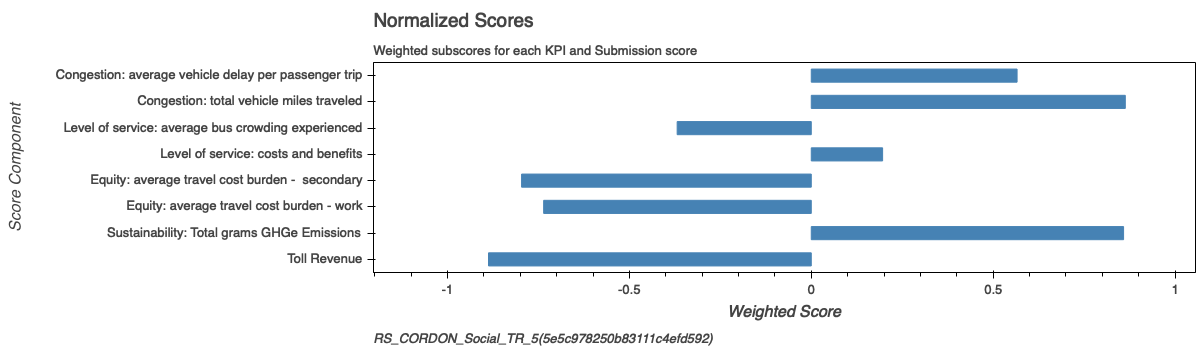 Normalized Scores
Weighted subscores for each KPI and Submission score
Score Component
Congestion: average vehicle delay per passenger trip
Congestion: total vehicle miles traveled
Level of service: average bus crowding experienced
Level of service: costs and benefits
Equity: average travel cost burden -  secondary
Equity: average travel cost burden - work
Sustainability: Total grams GHGe Emissions
Toll Revenue
-1 -0.5 0 0.5 1
Weighted Score
RS_CORDON_Social_TR_5(5e5c978250b83111c4efd592)